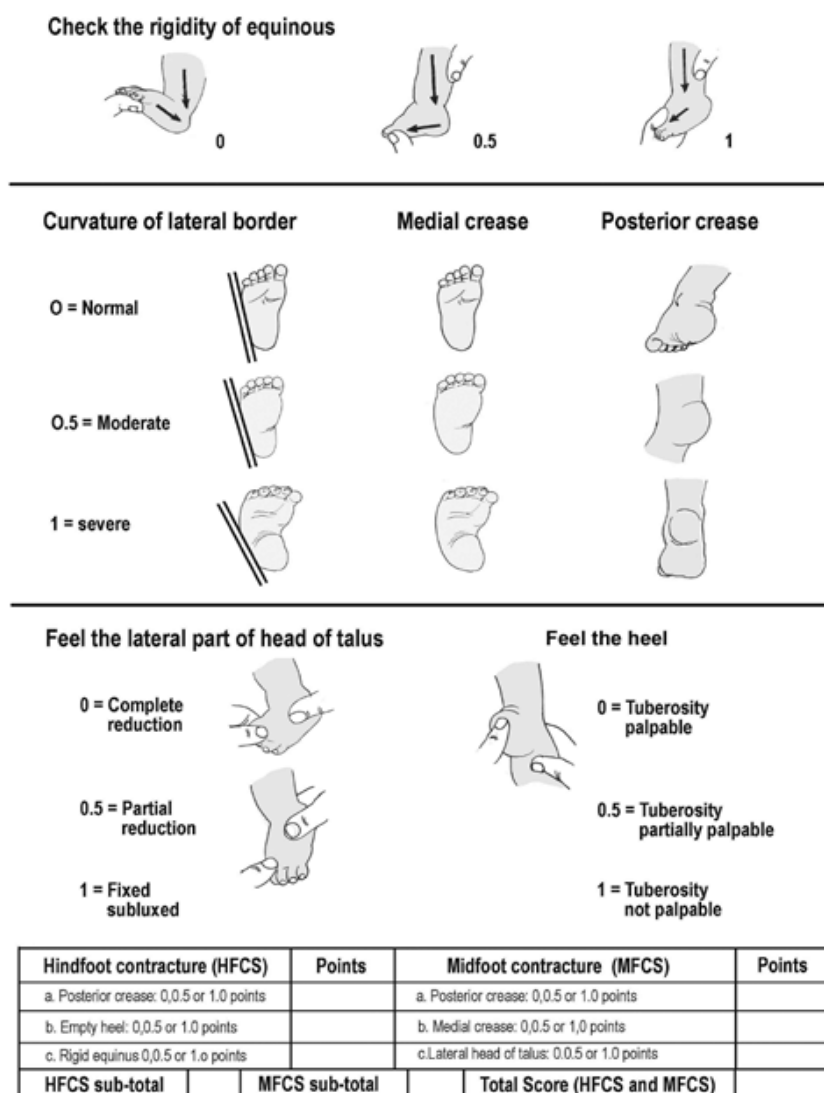 Check the rigidity of equinous
0 0.5 1
Curvature of lateral border Medial crease Posterior crease
O = Normal
O.5 = Moderate
1 = severe
Feel the lateral part of head of talus Feel the heel
0 = Complete
reduction
0.5 = Partial
reduction
1 = Fixed
subluxed
0 = Tuberosity
palpable
0.5 = Tuberosity
partially palpable
1 = Tuberosity
not palpable
Hindfoot contracture (HFCS) Points Midfoot contracture (MFCS) Points
a. Posterior crease: 0,0.5 or 1.0 points a. Posterior crease: 0,0.5 or 1.0 points
b. Empty heel: 0,0.5 or 1.0 points b. Medial crease: 0,0.5 or 1,0 points
c. Rigid equinus 0,0.5 or 1.o points c.Lateral head of talus: 0.0.5 or 1.0 points
HFCS sub-total MFCS sub-total Total Score (HFCS and MFCS)